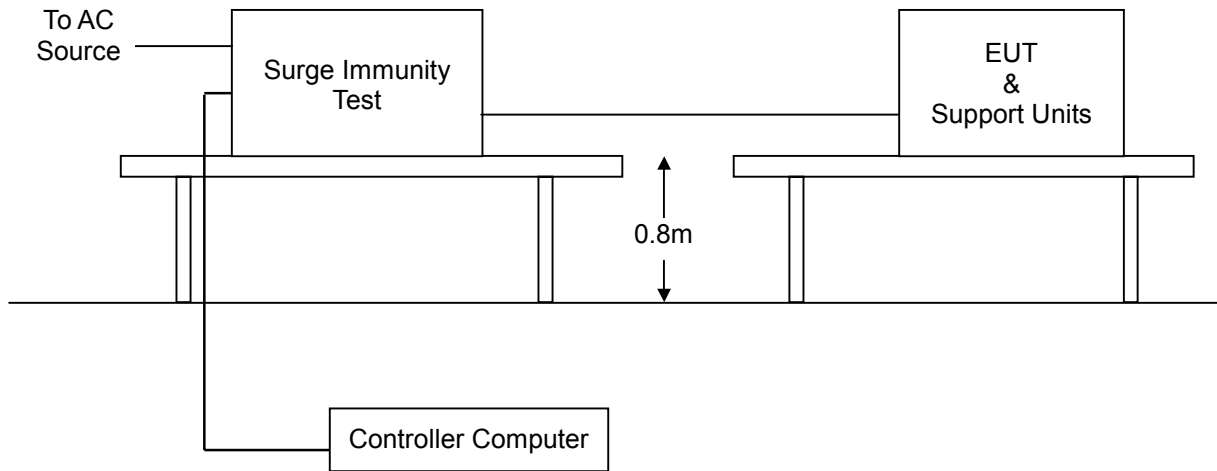 To AC
Source
Surge Immunity
Test
EUT
&
Support Units
0.8m
Controller Computer